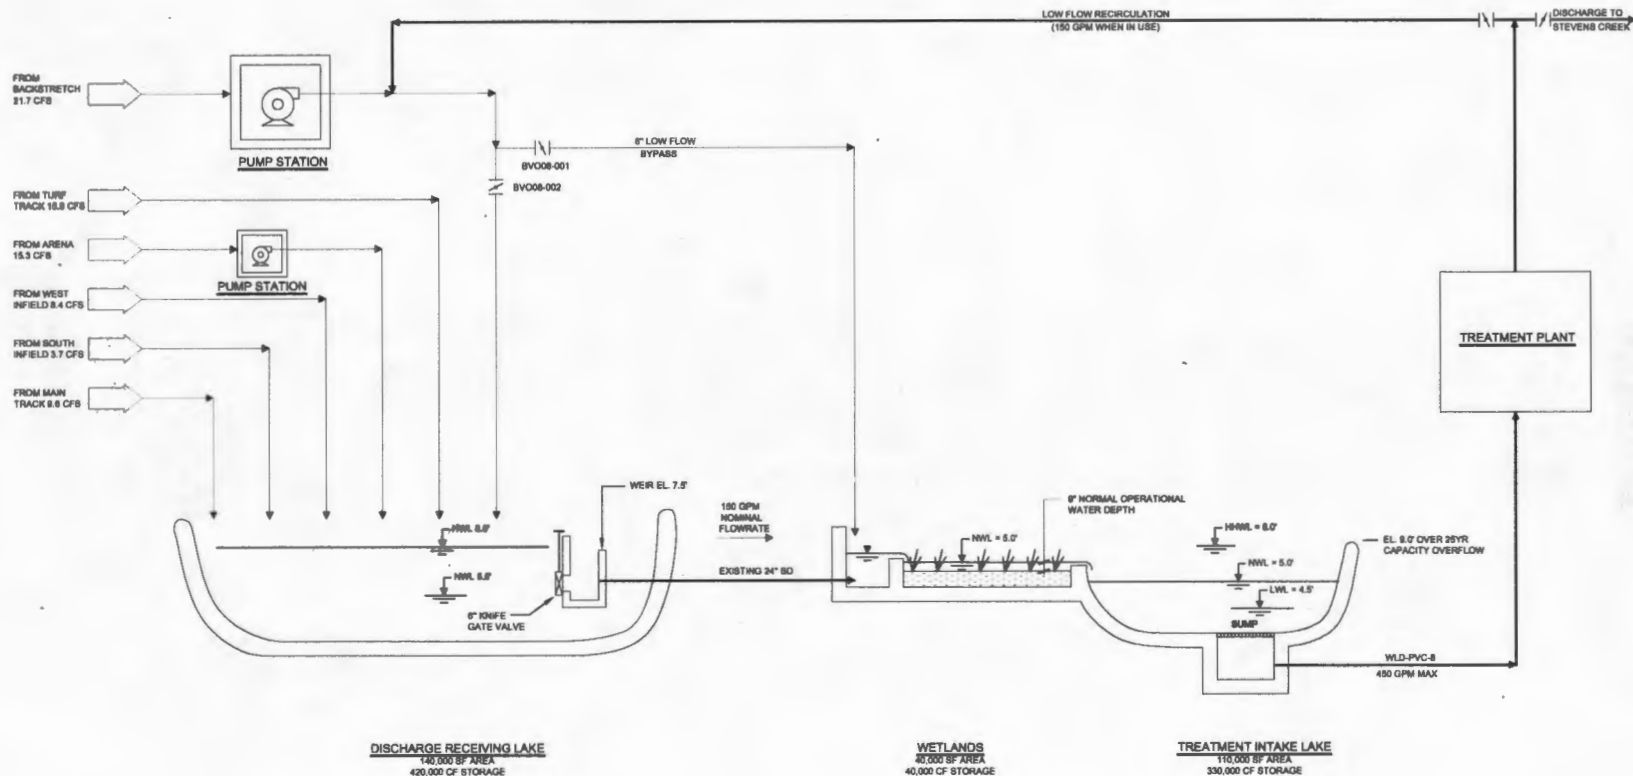 LOW FLOW RECIRCULATION
(150 GPM WHEN IN USE)
DISCHARGE TO
STEVENS CREEK
FROM
BACKSTRETCH
21.7 CFS
PUMP STATION
6" LOW FLOW
BYPASS
BVO08-001
BVO08-002
FROM TURF
TRACK 16.8 CFS
FROM ARENA
15.3 CFS
PUMP STATION
FROM WEST
INFIELD 8.4 CFS
FROM SOUTH
INFIELD 3.7 CFS
FROM MAIN
TRACK 9.6 CFS
TREATMENT PLANT
WEIR EL. 7.5'
150 GPM
NOMINAL
FLOWRATE
9" NORMAL OPERATIONAL
WATER DEPTH
HWL 8.0'
NWL = 5.0'
HHWL = 8.0'
EL. 9.0' OVER 25YR
CAPACITY OVERFLOW
NWL
NWL = 5.0'
EXISTING 24" SD
LWL = 4.5'
6" KNIFE
GATE VALVE
SUMP
WLD-PVC-8
450 GPM MAX
DISCHARGE RECEIVING LAKE
140,000 SF AREA
420,000 CF STORAGE
WETLANDS
40,000 SF AREA
40,000 CF STORAGE
TREATMENT INTAKE LAKE
110,000 SF AREA
330,000 CF STORAGE